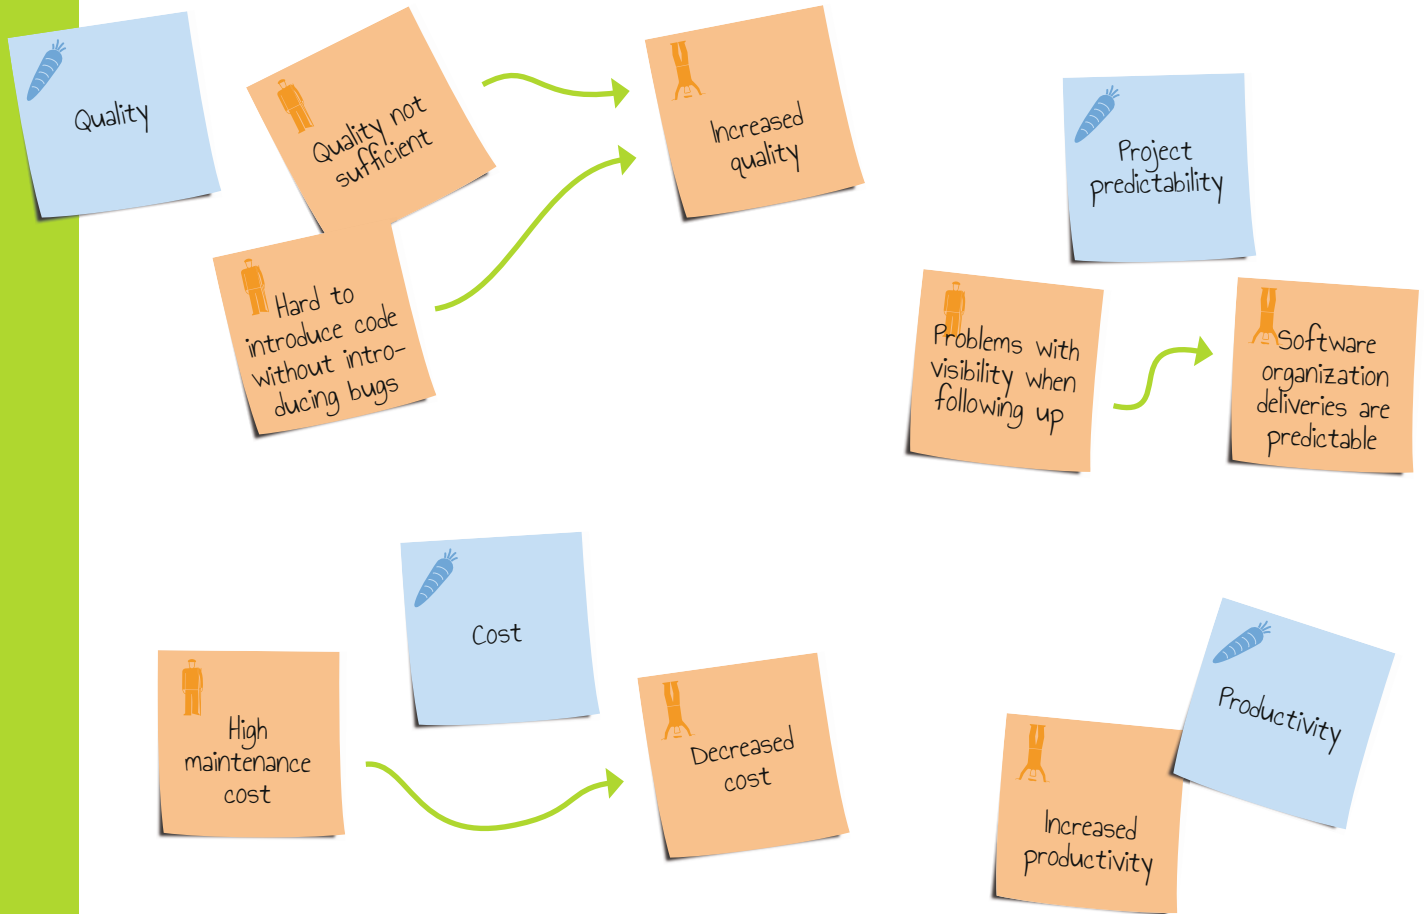 Quality
Quality not
sufficient
Increased
quality
Hard to
introduce code
without intro-
ducing bugs
Project
predictability
Problems with
visibility when
following up
Software
organization
deliveries are
predictable
Cost
High
maintenance
cost
Decreased
cost
Productivity
Increased
productivity